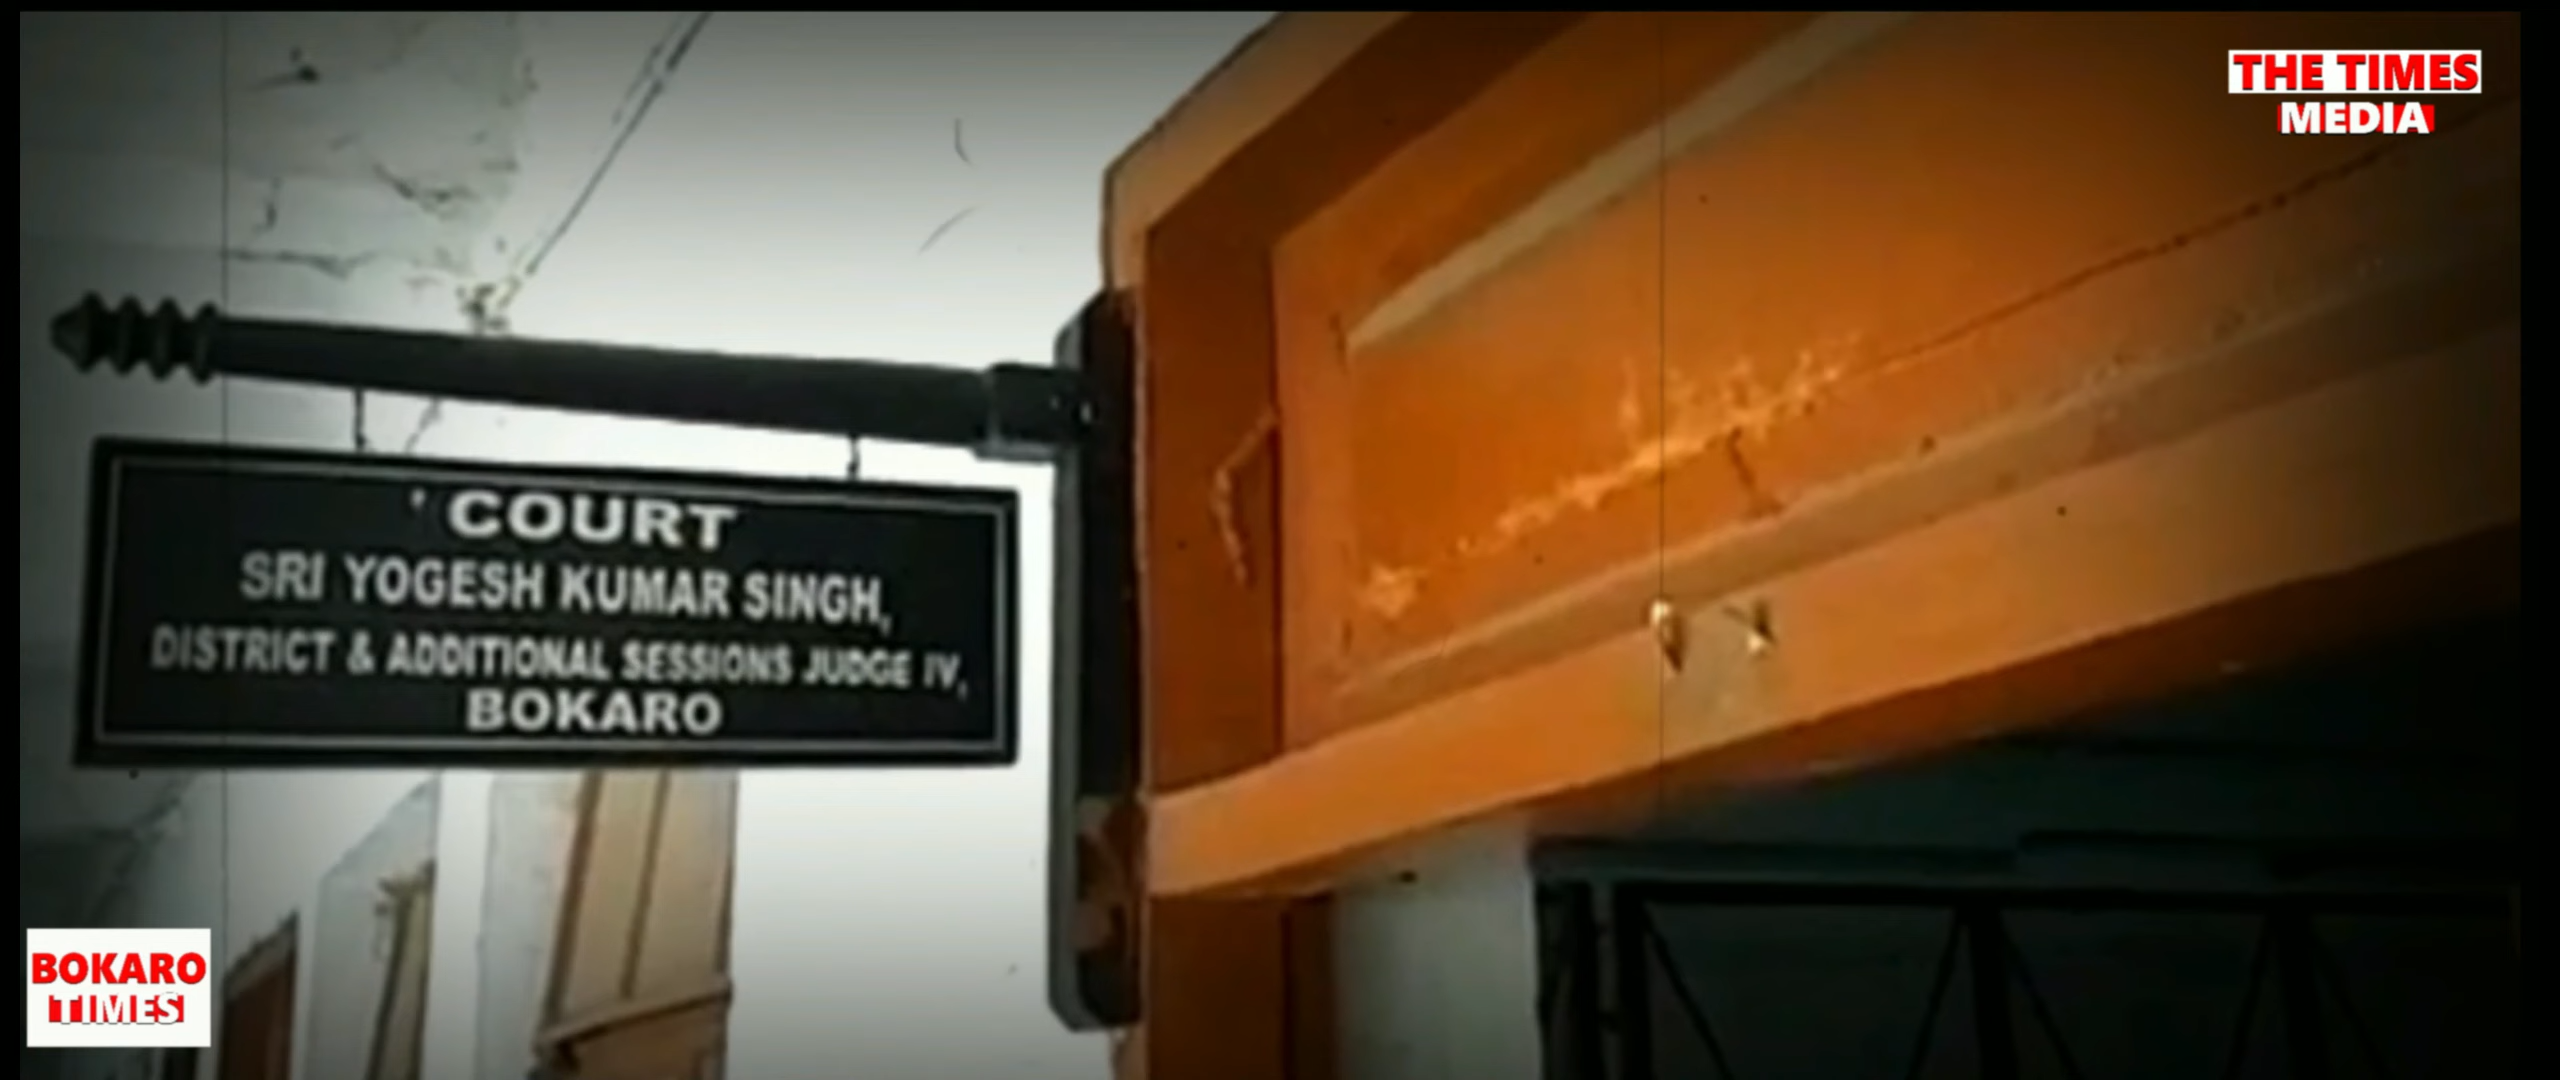 THE TIMES
MEDIA
COURT
SRI YOGESH KUMAR SINGH,
DISTRICT & ADDITIONAL SESSIONS JUDGE IV,
BOKARO
BOKARO
TIMES